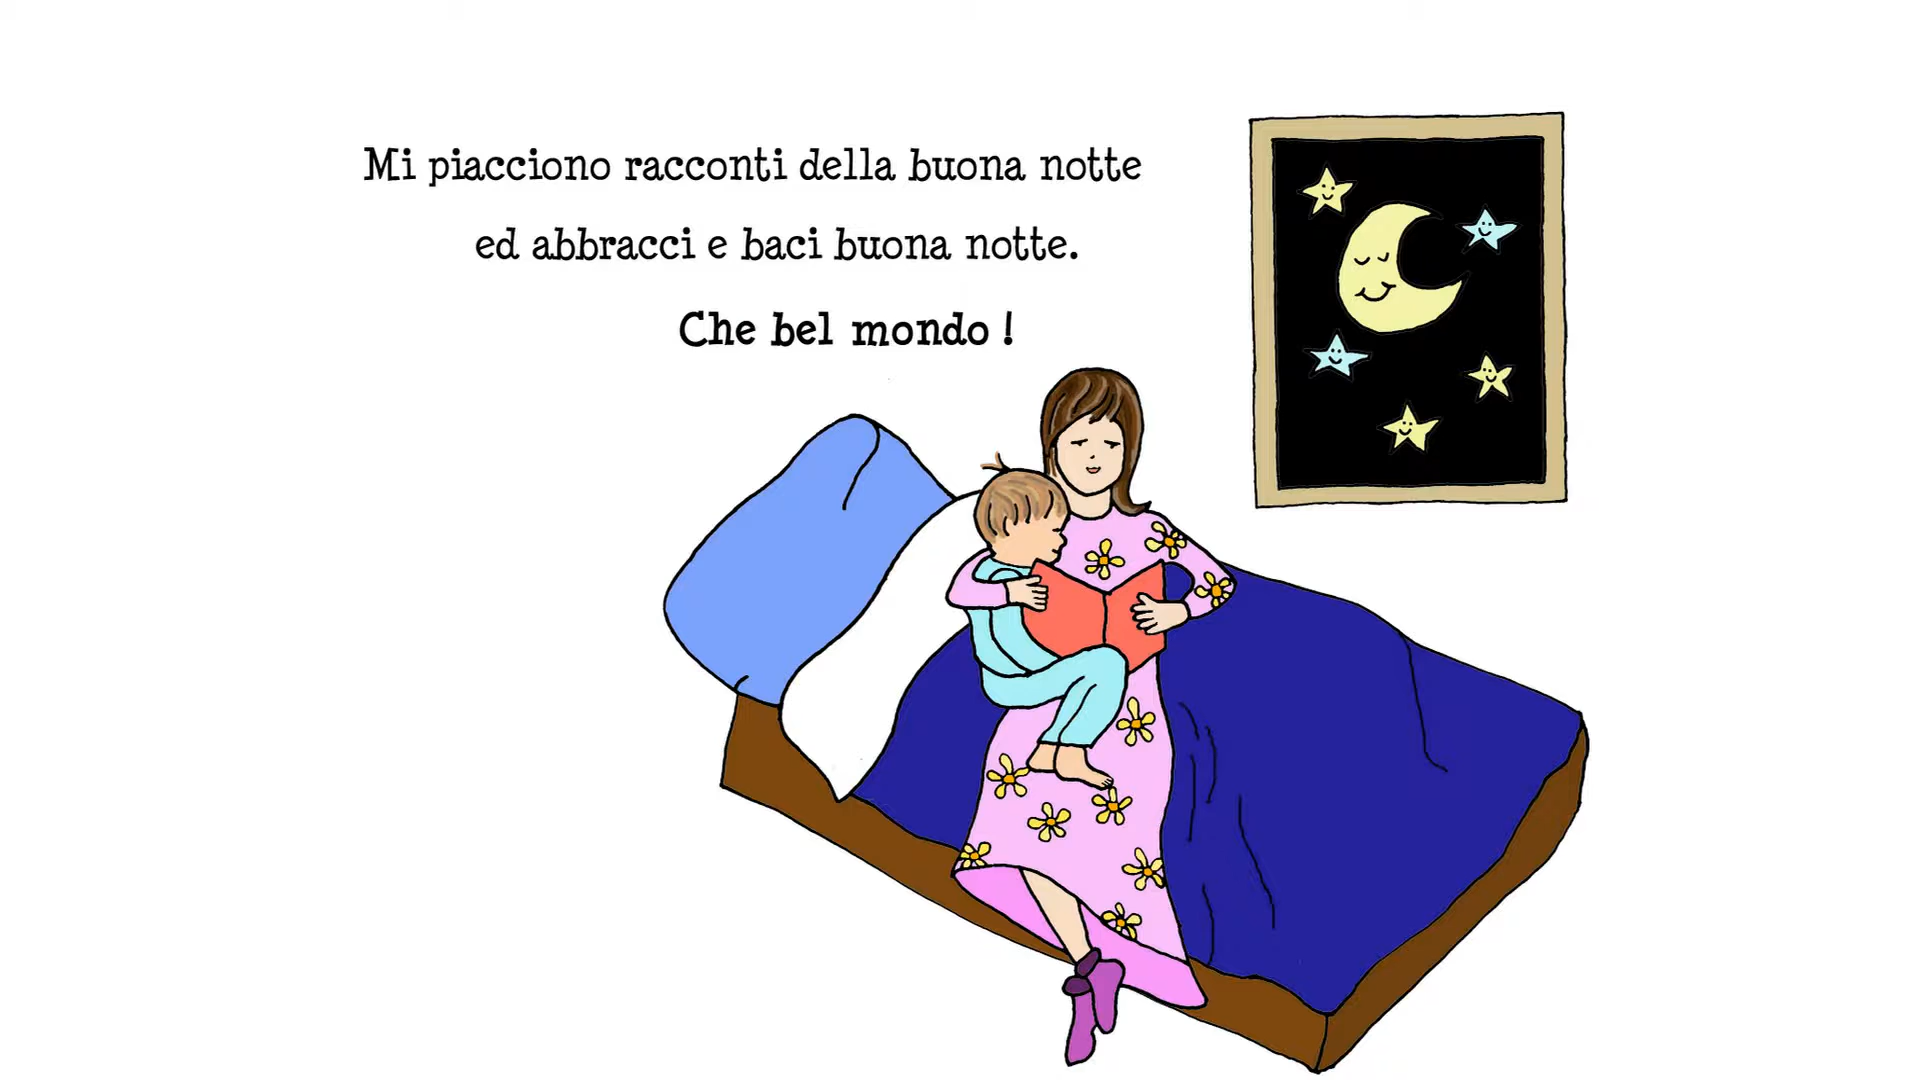 Mi piacciono racconti della buona notte
ed abbracci e baci buona notte.
Che bel mondo !